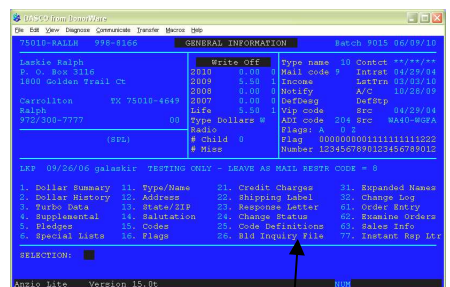 DASCO from DonorWare
File Edit View Diagnose Communicate Transfer Macros Help
75010-RALLH 998-8166 GENERAL INFORMATION Batch 9015 06/09/10
Laskie Ralph Write Off Type name 10 Contct **/**/**
P. O. Box 3116 2010 0.00 0 Mail code 9 Intrst 04/29/04
1800 Golden Trail Ct 2009 5.50 1 Income LstTrn 03/03/10
2008 0.00 0 Notify A/C 10/28/09
Carrollton TX 75010-4649 2007 0.00 0 DefDesg DefStp
Ralph Life 5.50 1 Vip code Src 04/29/04
972/300-7777 00 Type Dollars W ADI code 204 Src WA40-WGFA
Radio Flags: A 0 Z
(SPL) # Child 0 Flag 0000000001111111111222
# Miss Number 1234567890123456789012
LKP 09/26/06 galaskir TESTING ONLY - LEAVE AS MAIL RESTR CODE = 8
1. Dollar Summary 11. Type/Name 21. Credit Charges 31. Expanded Names
2. Dollar History 12. Address 22. Shipping Label 32. Change Log
3. Turbo Data 13. State/ZIP 23. Response Letter 61. Order Entry
4. Supplemental 14. Salutation 24. Change Status 62. Examine Orders
5. Pledges 15. Codes 25. Code Definitions 63. Sales Info
6. Special Lists 16. Flags 26. Bld Inquiry File 77. Instant Rsp Ltr
SELECTION:
Anzio Lite Version 15.0t NUM